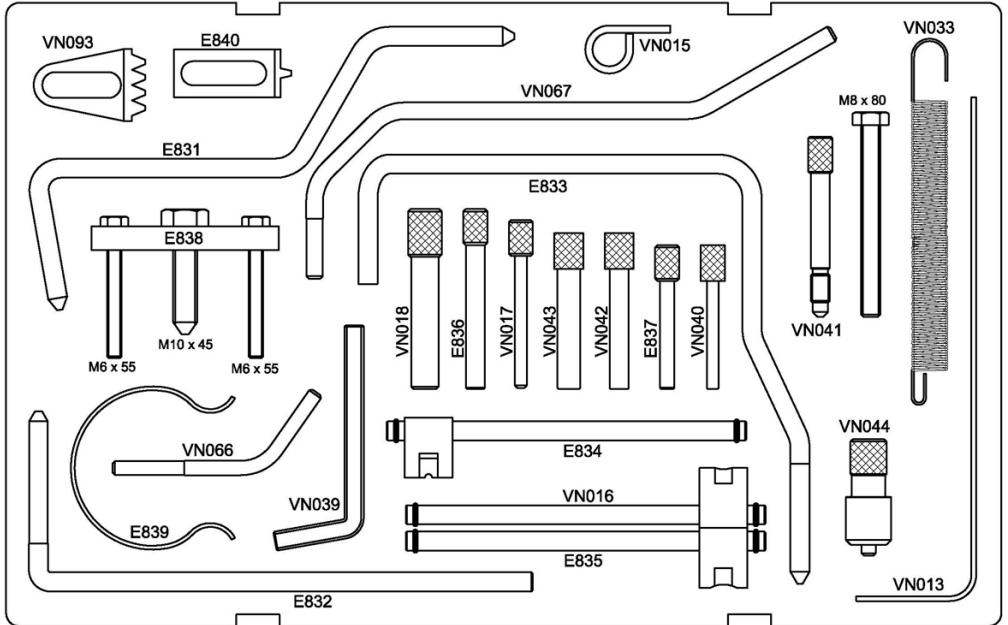 VN093
E840
VN015
VN033
VN067
M8 x 80
E831
E833
E838
VN018
E836
VN017
VN043
VN042
E837
VN040
VN041
M10 x 45
M6 x 55
M6 x 55
VN066
E834
VN044
VN039
VN016
E839
E835
VN013
E832